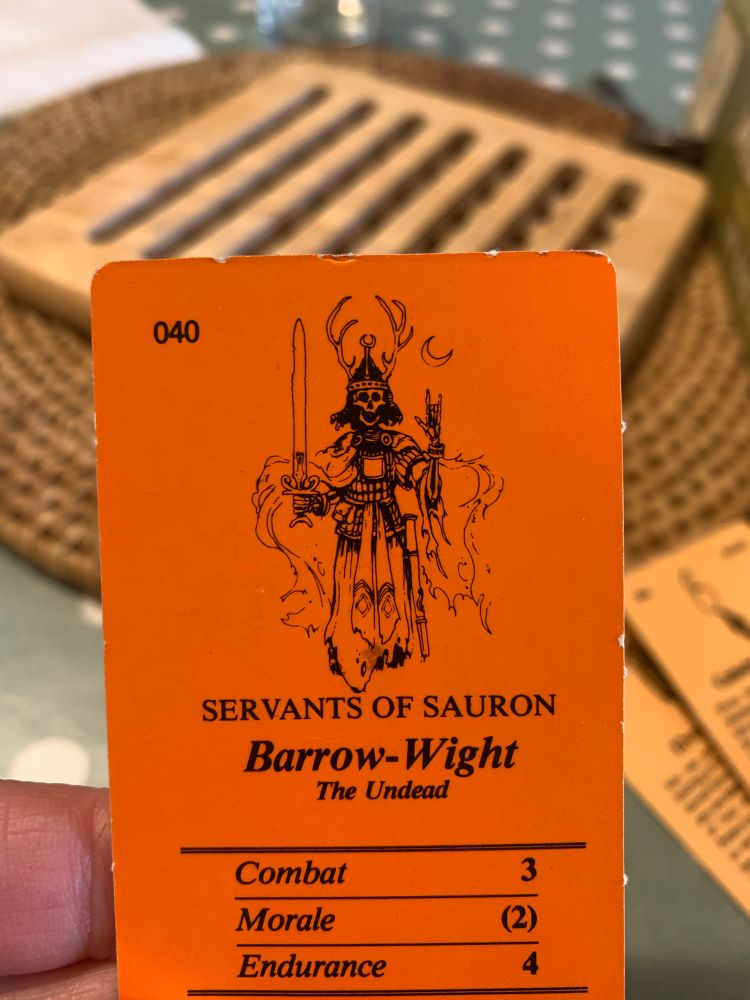 040
SERVANTS OF SAURON
Barrow-Wight
The Undead
Combat 3
Morale (2)
Endurance 4